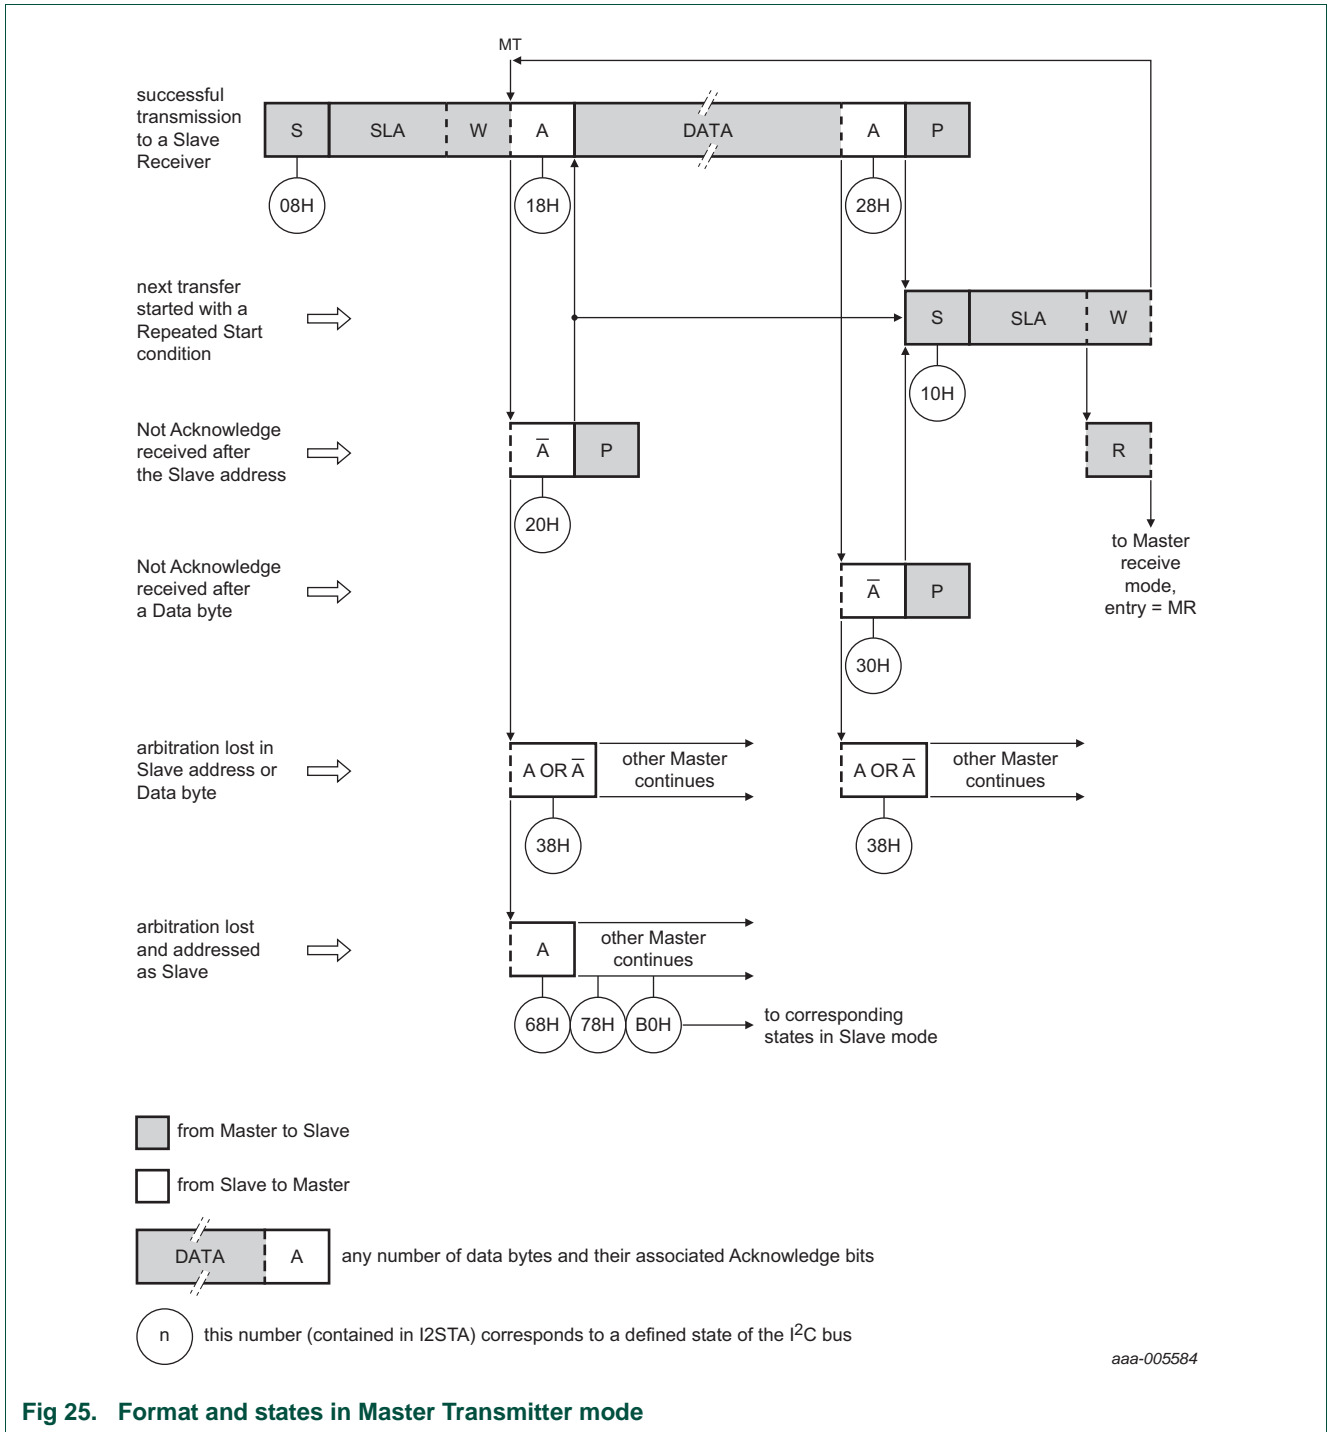 MT
successful
transmission
to a Slave
Receiver
S SLA W A DATA A P
08H 18H 28H
next transfer
started with a
Repeated Start
condition
S SLA W
10H
Not Acknowledge
received after
the Slave address
A̅ P
R
20H
to Master
receive
mode,
entry = MR
Not Acknowledge
received after
a Data byte
A̅ P
30H
arbitration lost in
Slave address or
Data byte
A OR A̅
other Master
continues
A OR A̅
other Master
continues
38H 38H
arbitration lost
and addressed
as Slave
A
other Master
continues
68H 78H B0H
to corresponding
states in Slave mode
from Master to Slave
from Slave to Master
DATA A any number of data bytes and their associated Acknowledge bits
n this number (contained in I2STA) corresponds to a defined state of the I²C bus
aaa-005584
Fig 25. Format and states in Master Transmitter mode